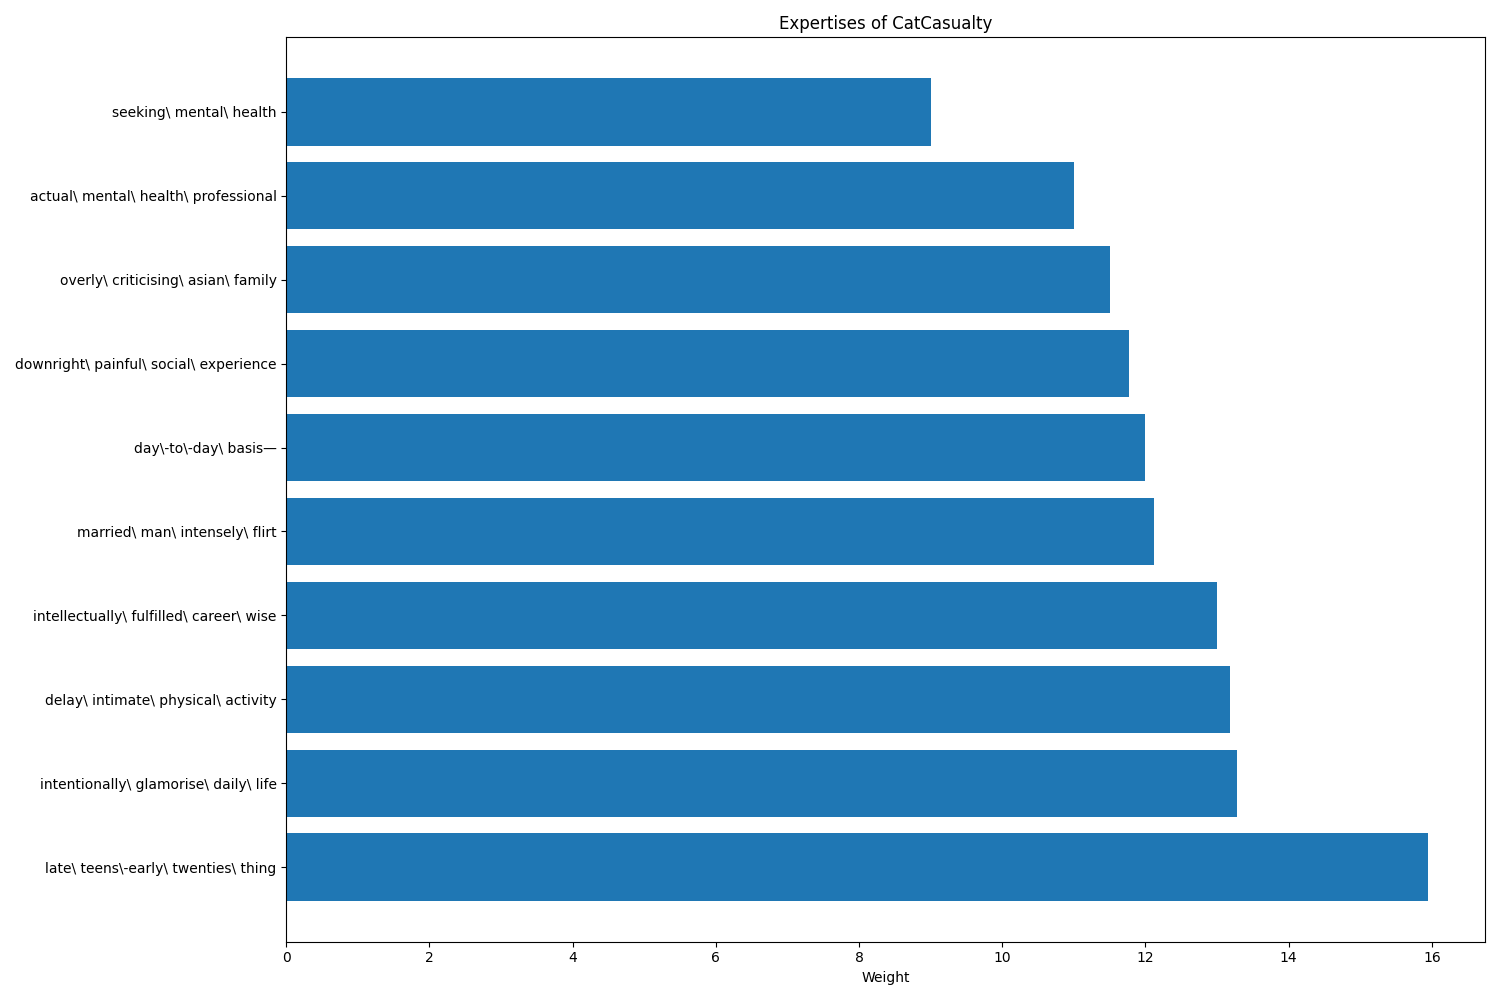 Expertises of CatCasualty
seeking\ mental\ health
actual\ mental\ health\ professional
overly\ criticising\ asian\ family
downright\ painful\ social\ experience
day\-to\-day\ basis—
married\ man\ intensely\ flirt
intellectually\ fulfilled\ career\ wise
delay\ intimate\ physical\ activity
intentionally\ glamorise\ daily\ life
late\ teens\-early\ twenties\ thing
0 2 4 6 8 10 12 14 16
Weight